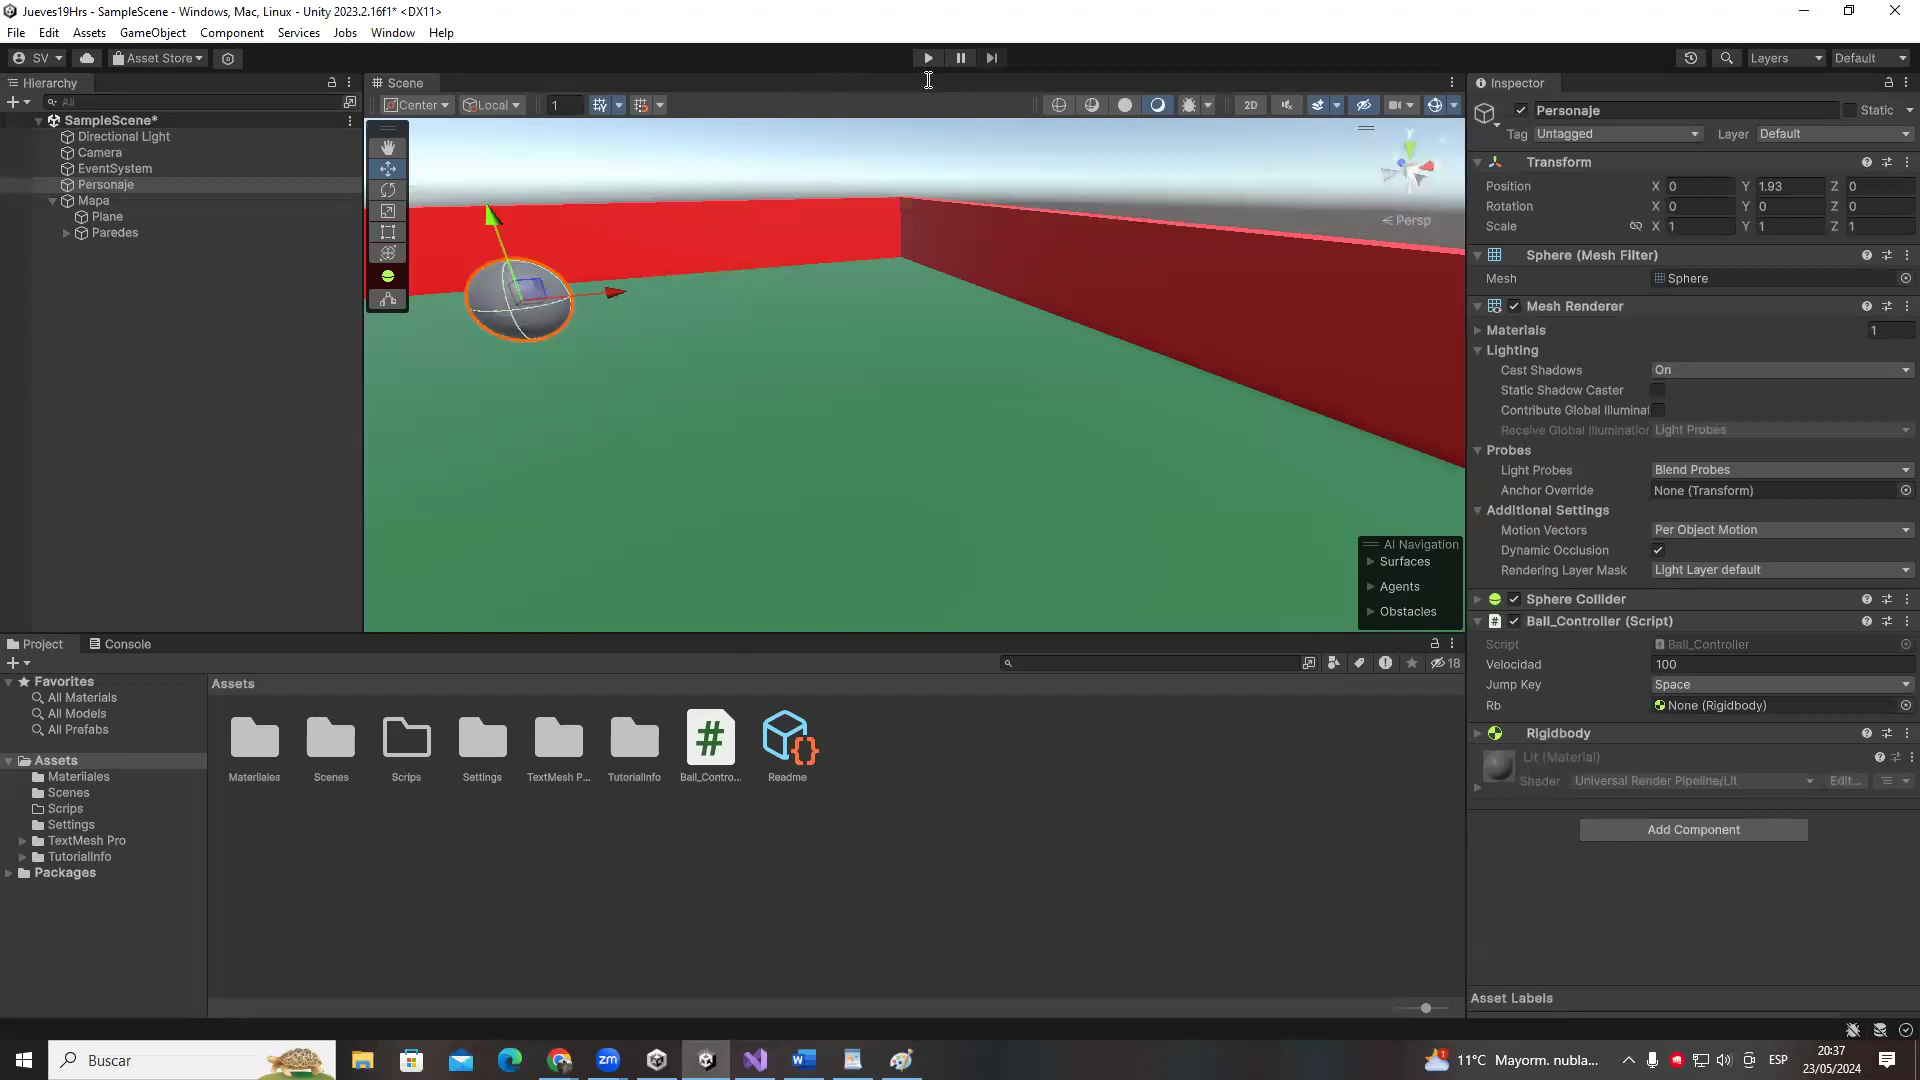 Jueves19Hrs - SampleScene - Windows, Mac, Linux - Unity 2023.2.16f1* <DX11>
File Edit Assets GameObject Component Services Jobs Window Help
SV Asset Store Layers Default
Hierarchy
All
SampleScene*
Directional Light
Camera
EventSystem
Personaje
Mapa
Plane
Paredes
Scene
Center Local 1 2D
y
Persp
AI Navigation
Surfaces
Agents
Obstacles
Inspector
Personaje Static
Tag Untagged Layer Default
Transform
Position X 0 Y 1.93 Z 0
Rotation X 0 Y 0 Z 0
Scale X 1 Y 1 Z 1
Sphere (Mesh Filter)
Mesh Sphere
Mesh Renderer
Materials 1
Lighting
Cast Shadows On
Static Shadow Caster
Contribute Global Illuminat
Receive Global Illumination Light Probes
Probes
Light Probes Blend Probes
Anchor Override None (Transform)
Additional Settings
Motion Vectors Per Object Motion
Dynamic Occlusion
Rendering Layer Mask Light Layer default
Sphere Collider
# Ball_Controller (Script)
Script Ball_Controller
Velocidad 100
Jump Key Space
Rb None (Rigidbody)
Rigidbody
Lit (Material)
Shader Universal Render Pipeline/Lit Edit...
Add Component
Asset Labels
Project Console
18
Favorites
All Materials
All Models
All Prefabs
Assets
Materiiales
Scenes
Scrips
Settings
TextMesh Pro
TutorialInfo
Packages
Assets
Materiiales Scenes Scrips Settings TextMesh P... TutorialInfo Ball_Contro... Readme
Buscar
zm
11°C Mayorm. nubla...
ESP
20:37
23/05/2024